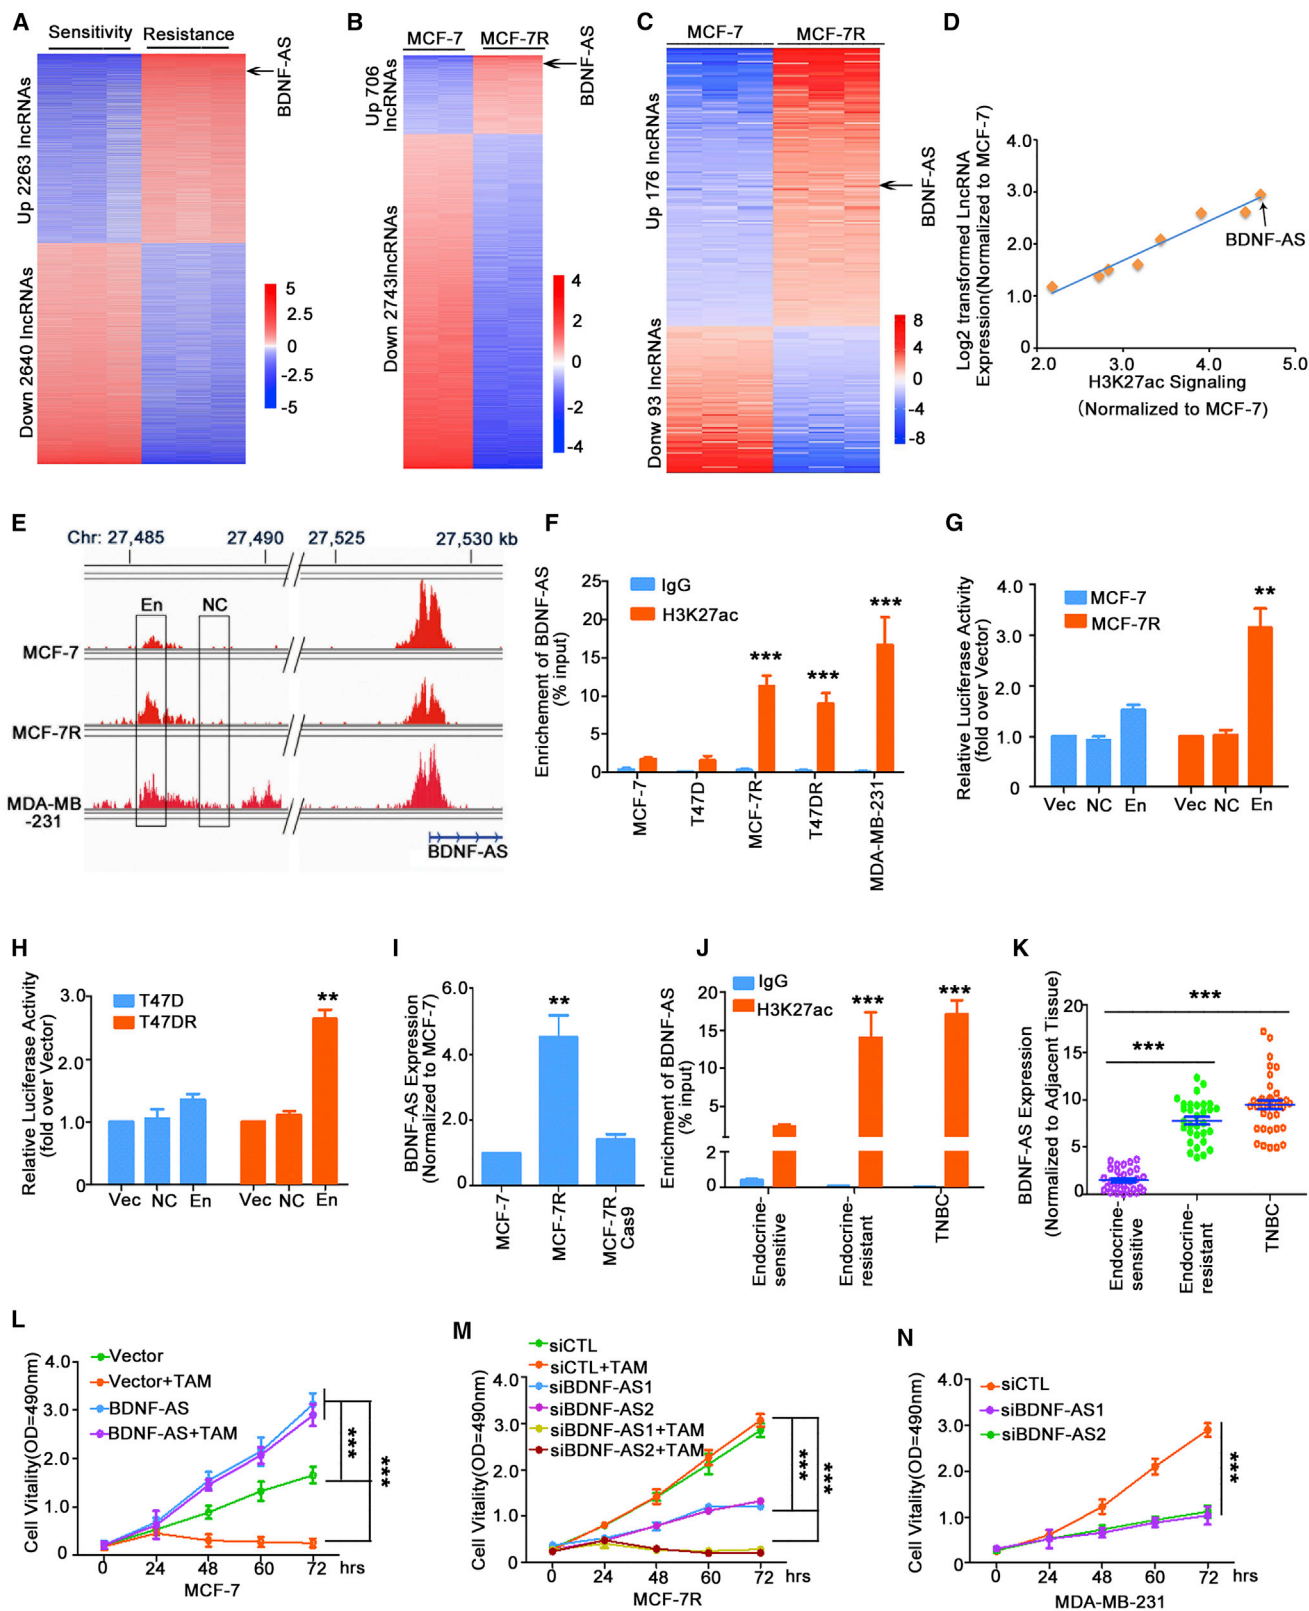 A
Sensitivity Resistance
BDNF-AS
Up 2263 lncRNAs
Down 2640 lncRNAs
5
2.5
0
-2.5
-5
B
MCF-7 MCF-7R
BDNF-AS
Up 706
lncRNAs
Down 2743lncRNAs
4
2
0
-2
-4
C
MCF-7 MCF-7R
BDNF-AS
Up 176 lncRNAs
Donw 93 lncRNAs
8
4
0
-4
-8
D
Log2 transformed LncRNA
Expression(Normalized to MCF-7)
4.0
3.0
2.0
1.0
0
BDNF-AS
2.0 3.0 4.0 5.0
H3K27ac Signaling
(Normalized to MCF-7)
E
Chr: 27,485 27,490 27,525 27,530 kb
En NC
MCF-7
MCF-7R
MDA-MB
-231
BDNF-AS
F
Enrichement of BDNF-AS
(% input)
25
20
15
10
5
0
IgG
H3K27ac
*** *** ***
MCF-7 T47D MCF-7R T47DR MDA-MB-231
G
Relative Luciferase Activity
(fold over Vector)
4.0
3.0
2.0
1.0
0
MCF-7
MCF-7R
**
Vec NC En Vec NC En
H
Relative Luciferase Activity
(fold over Vector)
3.0
2.0
1.0
0
T47D
T47DR
**
Vec NC En Vec NC En
I
BDNF-AS Expression
(Normalized to MCF-7)
6.0
4.0
2.0
0
**
MCF-7 MCF-7R MCF-7R
Cas9
J
Enrichment of BDNF-AS
(% input)
IgG
H3K27ac
20
15
10
5
2
0
*** ***
Endocrine-
sensitive
Endocrine-
resistant
TNBC
K
BDNF-AS Expression
(Normalized to Adjacent Tissue)
20
15
10
5
0
***
***
Endocrine-
sensitive
Endocrine-
resistant
TNBC
L
Cell Vitality(OD=490nm)
4.0
3.0
2.0
1.0
0
Vector
Vector+TAM
BDNF-AS
BDNF-AS+TAM
*** ***
0 24 48 60 72 hrs
MCF-7
M
Cell Vitality(OD=490nm)
4.0
3.0
2.0
1.0
0
siCTL
siCTL+TAM
siBDNF-AS1
siBDNF-AS2
siBDNF-AS1+TAM
siBDNF-AS2+TAM
*** ***
0 24 48 60 72 hrs
MCF-7R
N
Cell Vitality(OD=490nm)
4.0
3.0
2.0
1.0
0
siCTL
siBDNF-AS1
siBDNF-AS2
***
0 24 48 60 72 hrs
MDA-MB-231